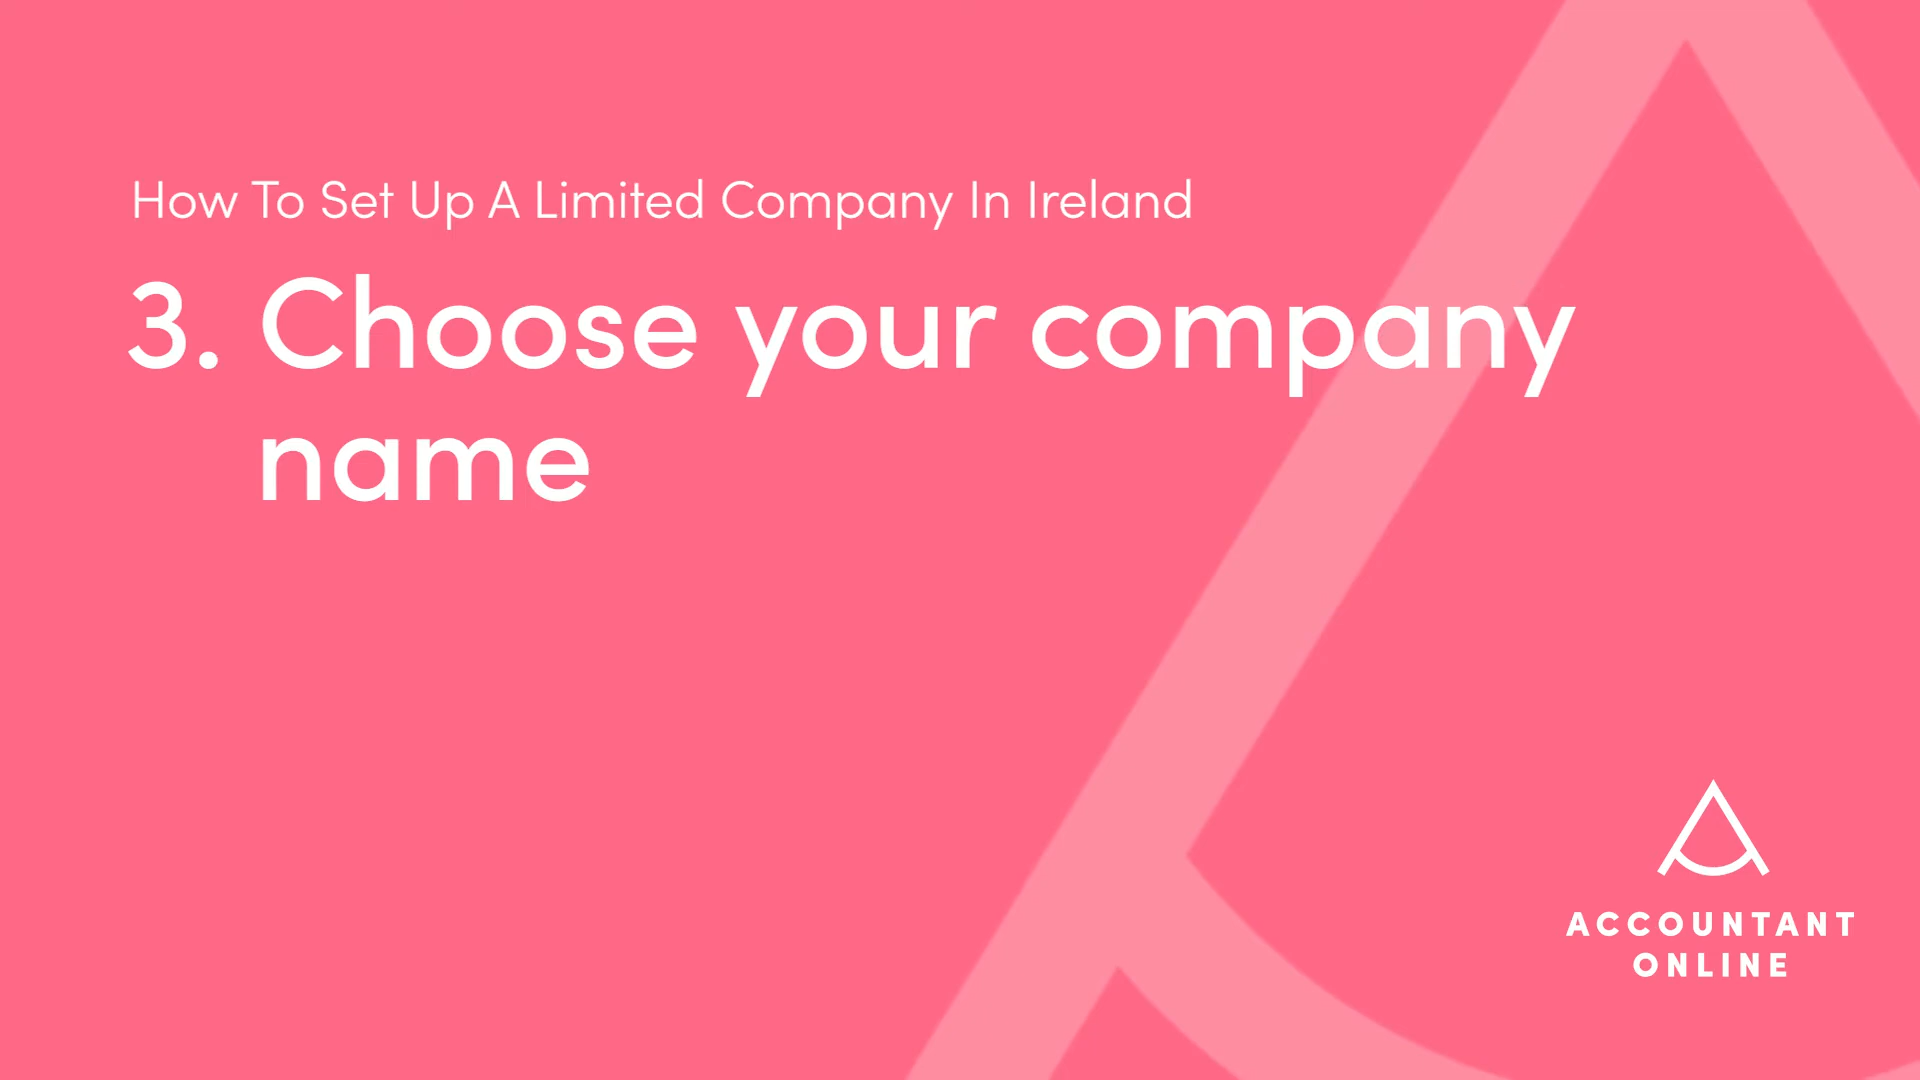 How To Set Up A Limited Company In Ireland
3. Choose your company
name
ACCOUNTANT
ONLINE